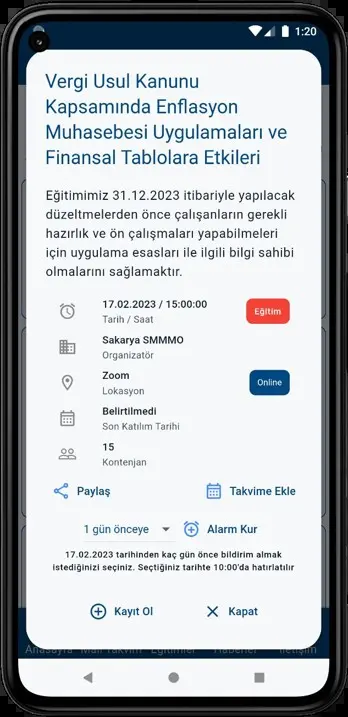 1:20
Vergi Usul Kanunu
Kapsamında Enflasyon
Muhasebesi Uygulamaları ve
Finansal Tablolara Etkileri
Eğitimimiz 31.12.2023 itibariyle yapılacak
düzeltmelerden önce çalışanların gerekli
hazırlık ve ön çalışmaları yapabilmeleri
için uygulama esasları ile ilgili bilgi sahibi
olmalarını sağlamaktır.
17.02.2023 / 15:00:00
Tarih / Saat
Eğitim
Sakarya SMMMO
Organizatör
Zoom
Lokasyon
Online
Belirtilmedi
Son Katılım Tarihi
15
Kontenjan
Paylaş Takvime Ekle
1 gün önceye Alarm Kur
17.02.2023 tarihinden kaç gün önce bildirim almak
istediğinizi seçiniz. Seçtiğiniz tarihte 10:00'da hatırlatılır
Kayıt Ol Kapat
Anasayfa Mali Takvim Eğitimler Haberler İletişim